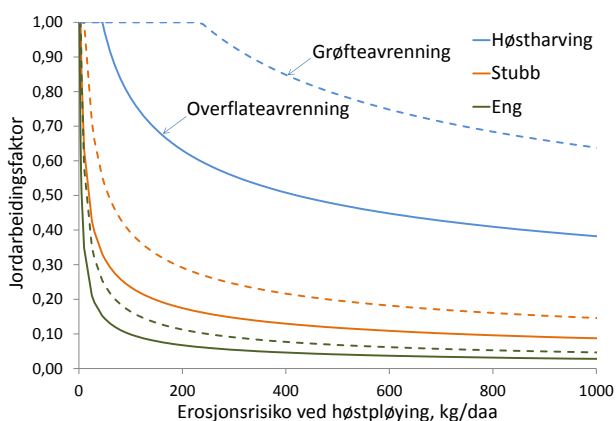 1,00
0,90
0,80
0,70
0,60
0,50
0,40
0,30
0,20
0,10
0,00
Jordarbeidingsfaktor
Grøfteavrenning
Overflateavrenning
Høstharving
Stubb
Eng
0
200
400
600
800
1000
Erosjonsrisiko ved høstpløying, kg/daa